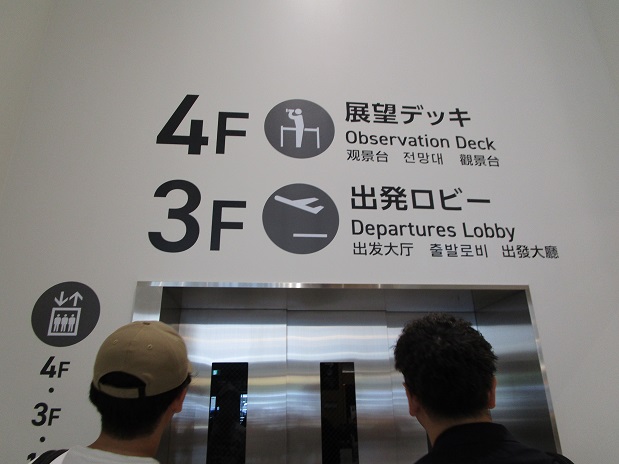 4F
展望デッキ
Observation Deck
观景台 전망대 觀景台
3F
出発ロビー
Departures Lobby
出发大厅 출발로비 出發大廳
4F
・
3F
・